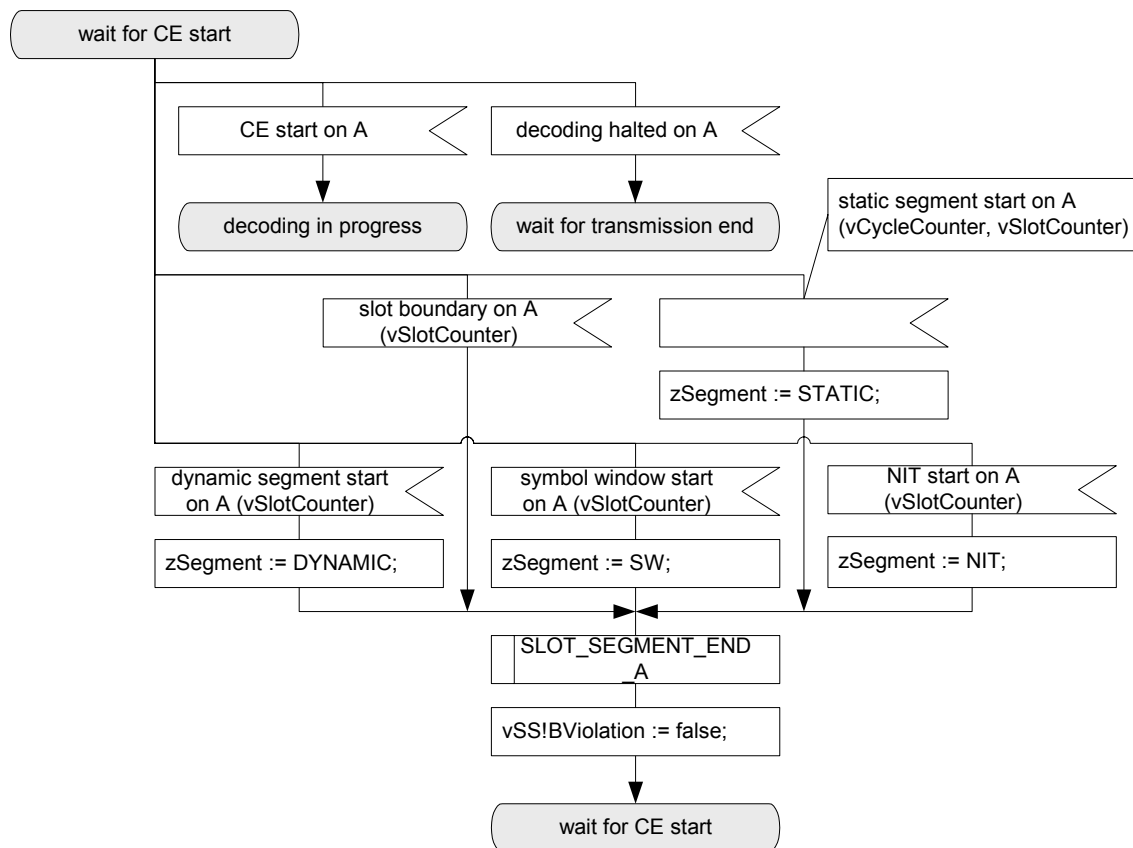 wait for CE start
CE start on A
decoding halted on A
decoding in progress
wait for transmission end
static segment start on A
(vCycleCounter, vSlotCounter)
slot boundary on A
(vSlotCounter)
zSegment := STATIC;
dynamic segment start
on A (vSlotCounter)
symbol window start
on A (vSlotCounter)
NIT start on A
(vSlotCounter)
zSegment := DYNAMIC;
zSegment := SW;
zSegment := NIT;
SLOT_SEGMENT_END
_A
vSS!BViolation := false;
wait for CE start